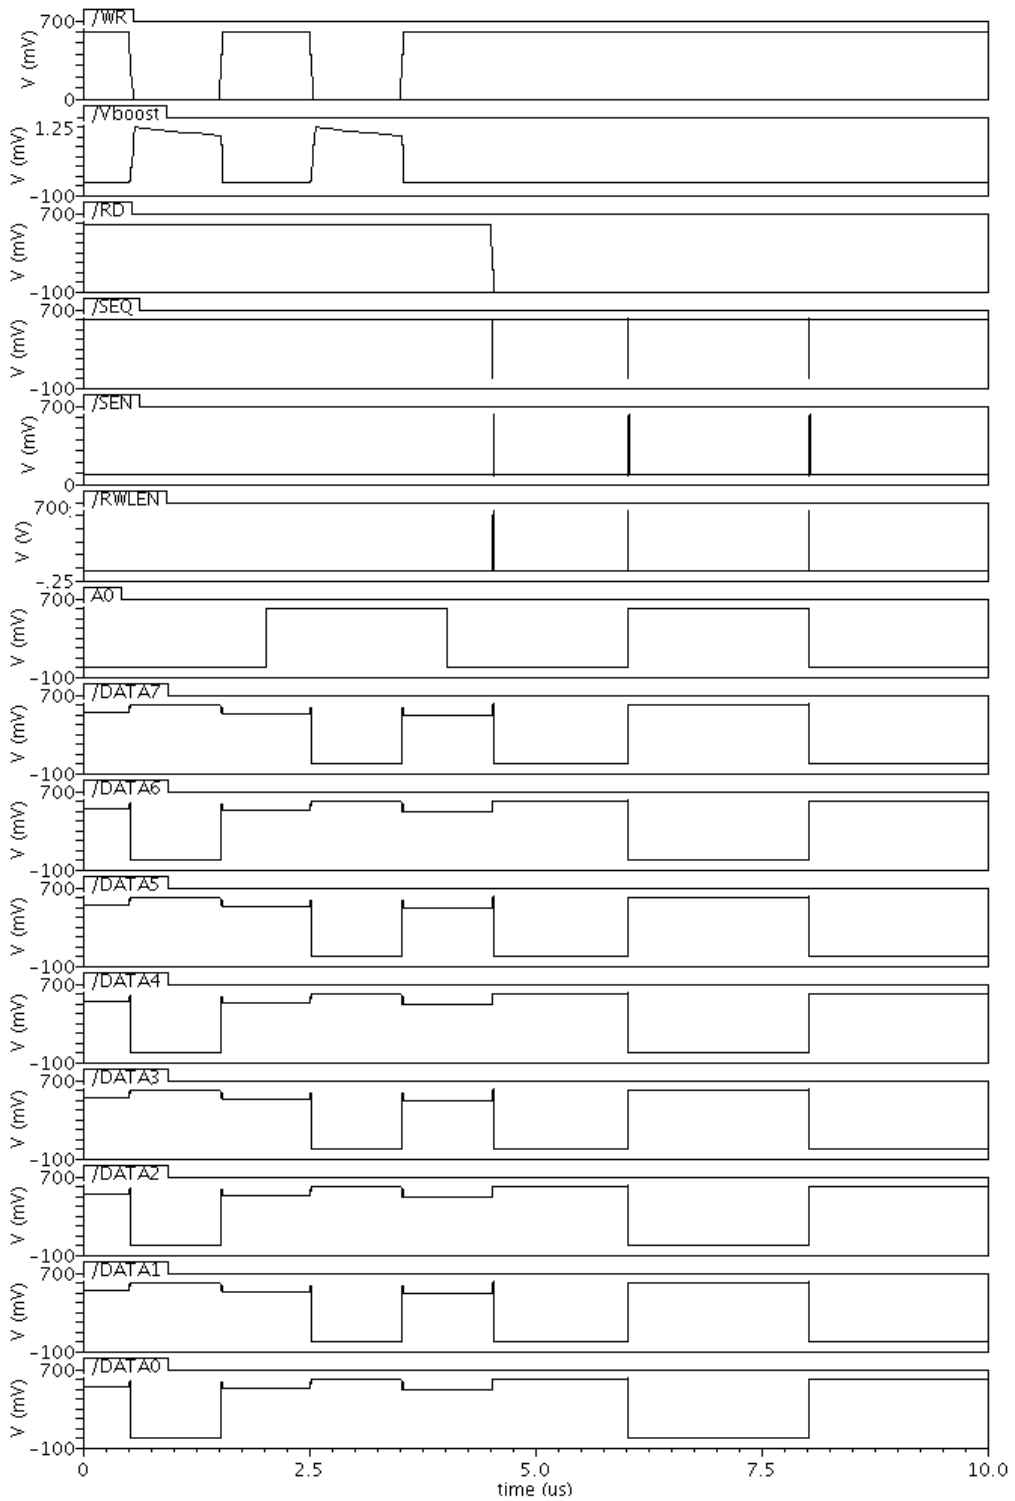 /WR
700
V (mV)
0
/Vboost
1.25
V (mV)
-100
/RD
700
V (mV)
-100
/SEQ
700
V (mV)
-100
/SEN
700
V (mV)
0
/RWLEN
700
V (V)
-.25
A0
700
V (mV)
-100
/DATA7
700
V (mV)
-100
/DATA6
700
V (mV)
-100
/DATA5
700
V (mV)
-100
/DATA4
700
V (mV)
-100
/DATA3
700
V (mV)
-100
/DATA2
700
V (mV)
-100
/DATA1
700
V (mV)
-100
/DATA0
700
V (mV)
-100
0 2.5 5.0 7.5 10.0
time (us)